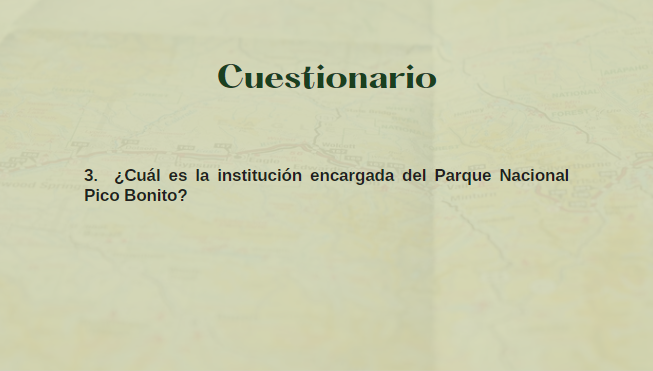 Cuestionario
3. ¿Cuál es la institución encargada del Parque Nacional
Pico Bonito?